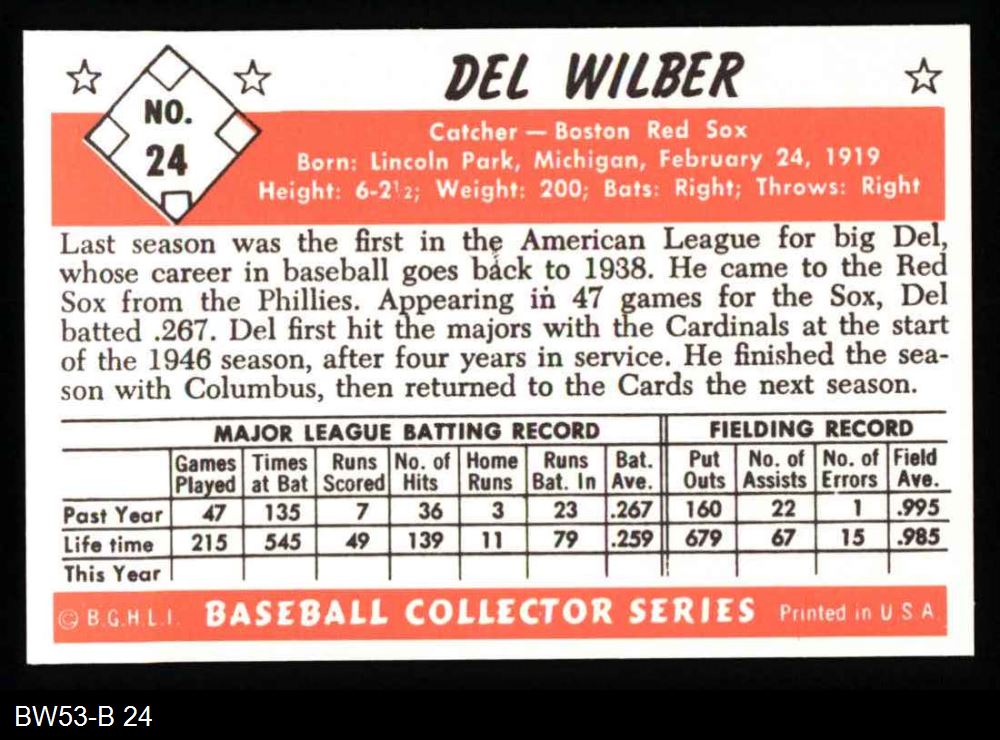 NO.
24
DEL WILBER
Catcher — Boston Red Sox
Born: Lincoln Park, Michigan, February 24, 1919
Height: 6-2½; Weight: 200; Bats: Right; Throws: Right
Last season was the first in the American League for big Del,
whose career in baseball goes back to 1938. He came to the Red
Sox from the Phillies. Appearing in 47 games for the Sox, Del
batted .267. Del first hit the majors with the Cardinals at the start
of the 1946 season, after four years in service. He finished the sea-
son with Columbus, then returned to the Cards the next season.
MAJOR LEAGUE BATTING RECORD FIELDING RECORD
Games Times Runs No. of Home Runs Bat. Put No. of No. of Field
Played at Bat Scored Hits Runs Bat. In Ave. Outs Assists Errors Ave.
Past Year 47 135 7 36 3 23 .267 160 22 1 .995
Life time 215 545 49 139 11 79 .259 679 67 15 .985
This Year
© B.G.H.L.I. BASEBALL COLLECTOR SERIES Printed in U S A
BW53-B 24